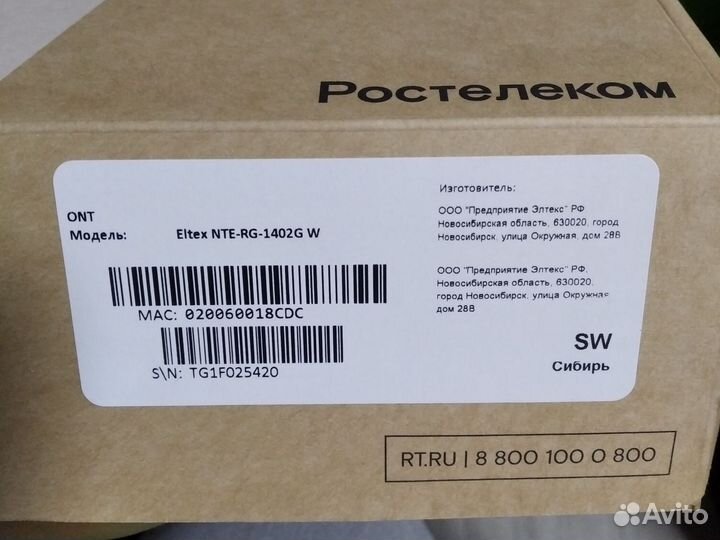 Ростелеком
ONT
Модель: Eltex NTE-RG-1402G W
MAC: 020060018CDC
S\N: TG1F025420
Изготовитель:
ООО "Предприятие Элтекс" РФ
Новосибирская область, 630020, город
Новосибирск, улица Окружная, дом 28В
ООО "Предприятие Элтекс" РФ,
Новосибирская область, 630020,
город Новосибирск, улица Окружная,
дом 28В
SW
Сибирь
RT.RU | 8 800 100 0 800
Avito